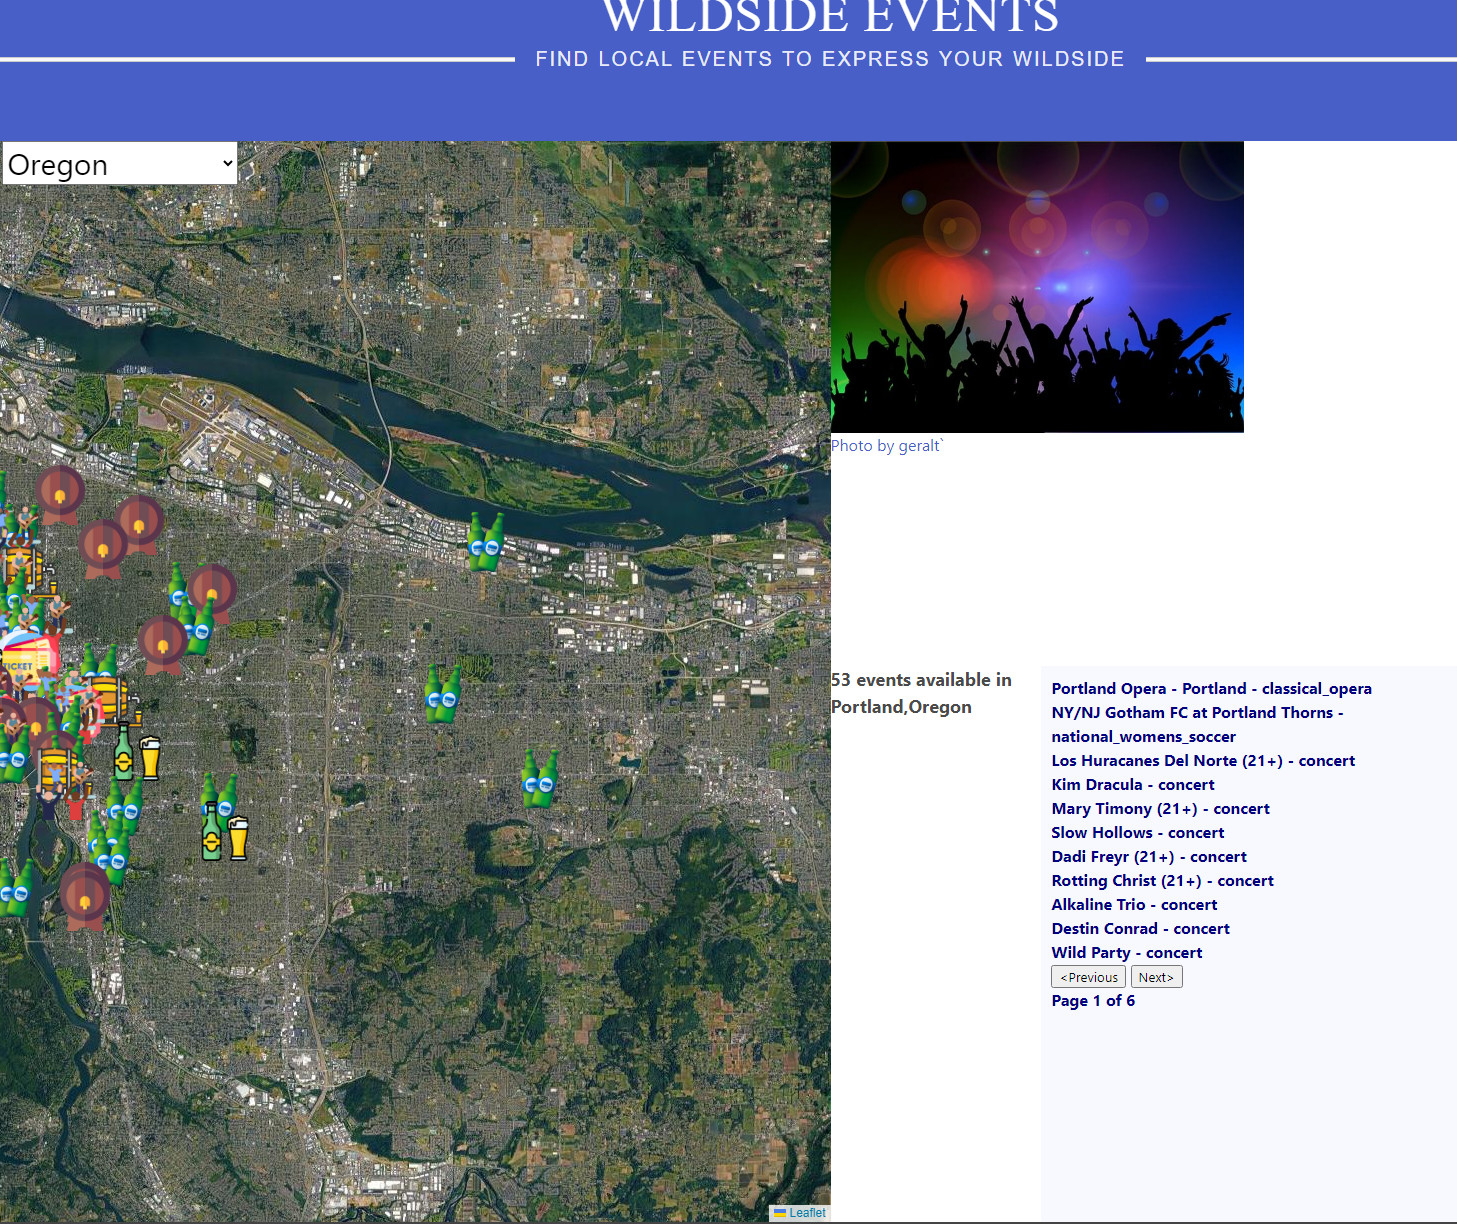 WILDSIDE EVENTS
FIND LOCAL EVENTS TO EXPRESS YOUR WILDSIDE
Oregon
Photo by geralt`
TICKET
53 events available in
Portland,Oregon
Portland Opera - Portland - classical_opera
NY/NJ Gotham FC at Portland Thorns -
national_womens_soccer
Los Huracanes Del Norte (21+) - concert
Kim Dracula - concert
Mary Timony (21+) - concert
Slow Hollows - concert
Dadi Freyr (21+) - concert
Rotting Christ (21+) - concert
Alkaline Trio - concert
Destin Conrad - concert
Wild Party - concert
<Previous Next>
Page 1 of 6
Leaflet